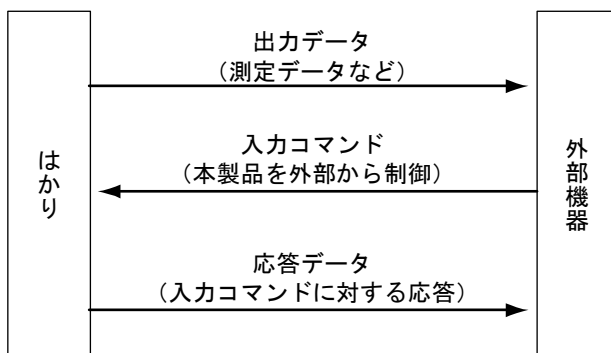 出力データ
（測定データなど）
はかり
入力コマンド
（本製品を外部から制御）
外部機器
応答データ
（入力コマンドに対する応答）